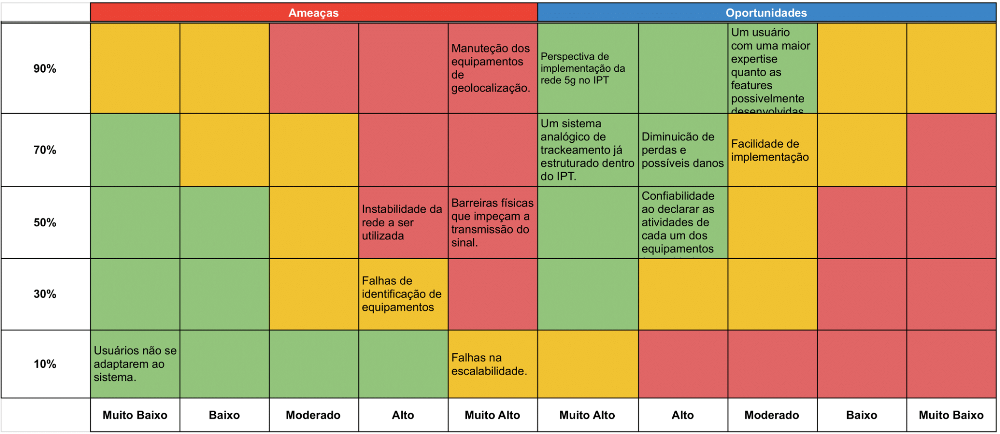 Ameaças
Oportunidades
90%
Manuteção dos
equipamentos
de
geolocalização.
Perspectiva de
implementação da
rede 5g no IPT
Um usuário
com uma maior
expertise
quanto as
features
possivelmente
desenvolvidas
70%
Um sistema
analógico de
trackeamento já
estruturado dentro
do IPT.
Diminuicão de
perdas e
possíveis danos
Facilidade de
implementação
50%
Instabilidade da
rede a ser
utilizada
Barreiras físicas
que impeçam a
transmissão do
sinal.
Confiabilidade
ao declarar as
atividades de
cada um dos
equipamentos
30%
Falhas de
identificação de
equipamentos
10%
Usuários não se
adaptarem ao
sistema.
Falhas na
escalabilidade.
Muito Baixo
Baixo
Moderado
Alto
Muito Alto
Muito Alto
Alto
Moderado
Baixo
Muito Baixo